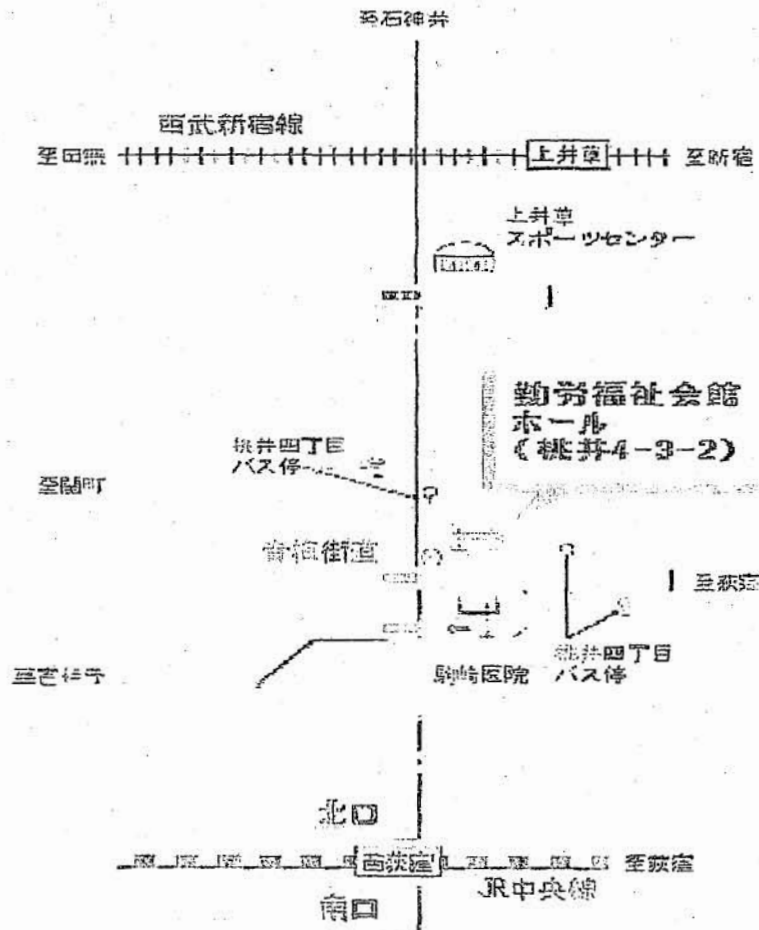 至石神井
西武新宿線
至田無
上井草
至新宿
上井草
スポーツセンター
勤労福祉会館
ホール
(桃井4-3-2)
桃井四丁目
バス停
至関町
青梅街道
至荻窪
至吉祥寺
駒崎医院
桃井四丁目
バス停
北口
西荻窪
至荻窪
JR中央線
南口